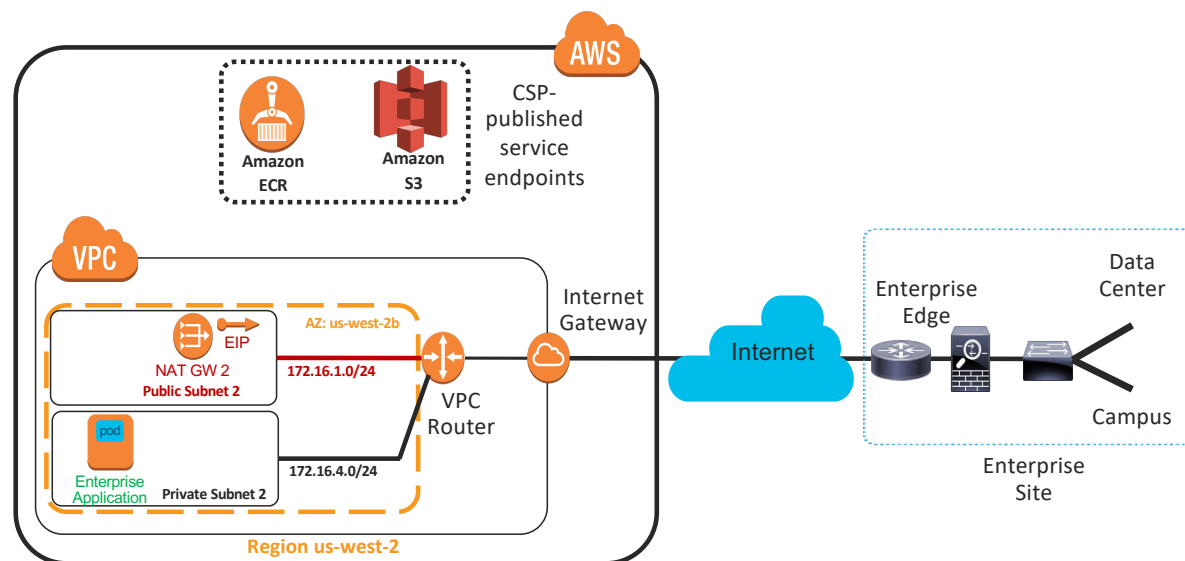 AWS
Amazon
ECR
Amazon
S3
CSP-
published
service
endpoints
VPC
AZ: us-west-2b
EIP
NAT GW 2
Public Subnet 2
172.16.1.0/24
pod
Enterprise
Application
Private Subnet 2
172.16.4.0/24
VPC
Router
Region us-west-2
Internet
Gateway
Internet
Enterprise
Edge
Data
Center
Campus
Enterprise
Site